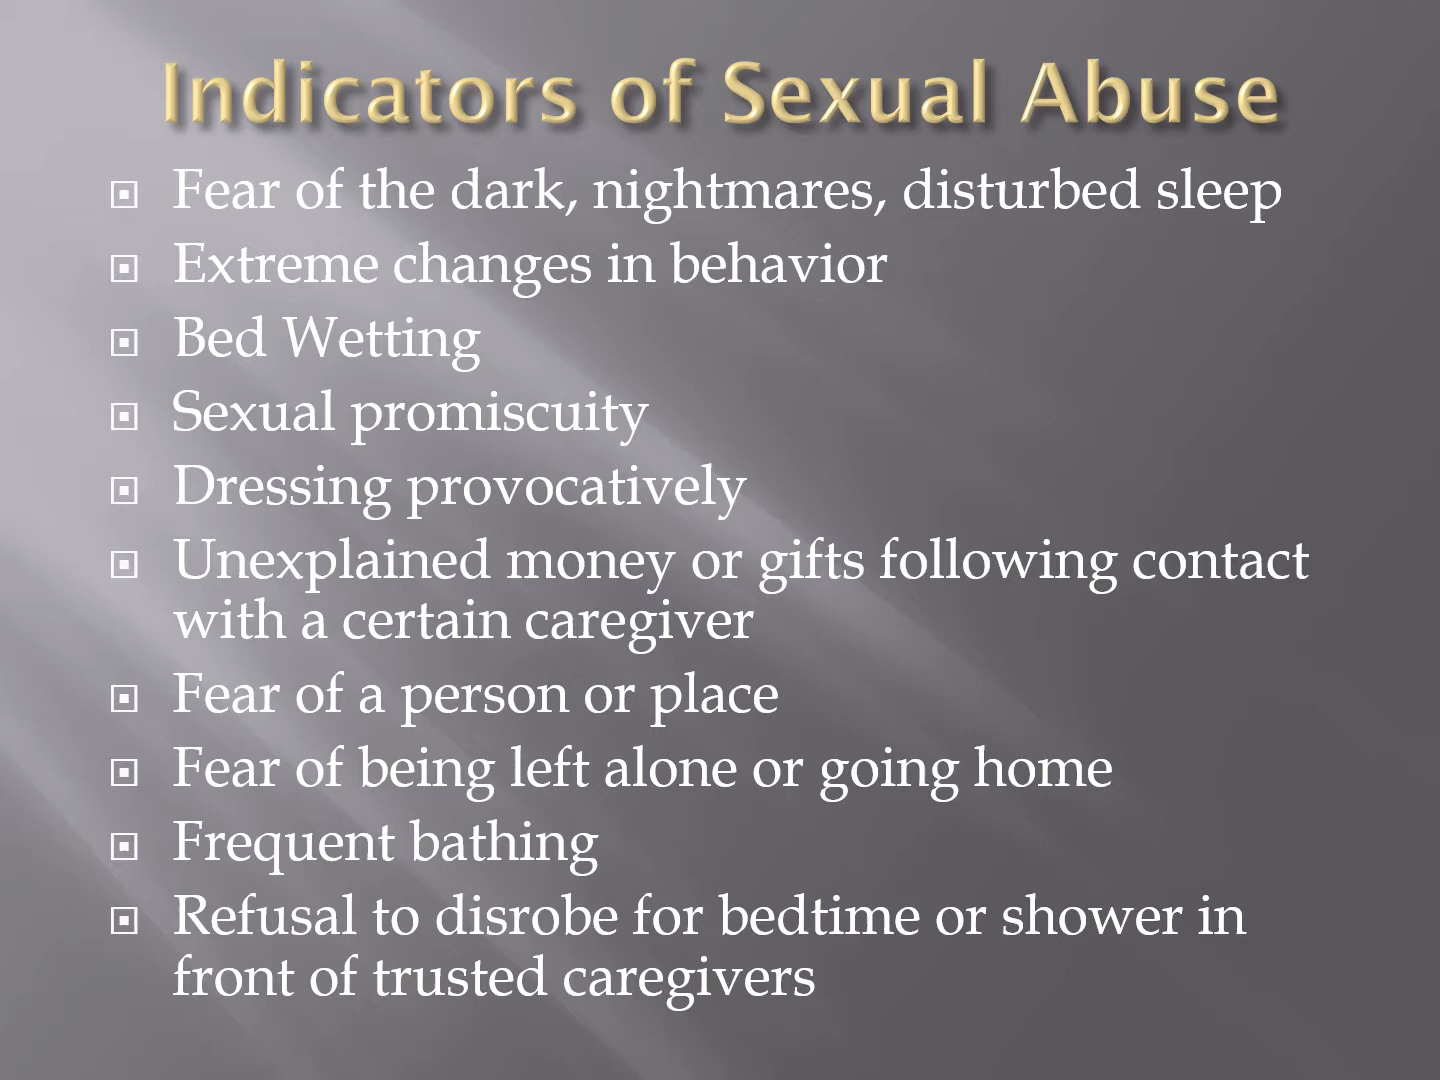 Indicators of Sexual Abuse
Fear of the dark, nightmares, disturbed sleep
Extreme changes in behavior
Bed Wetting
Sexual promiscuity
Dressing provocatively
Unexplained money or gifts following contact
with a certain caregiver
Fear of a person or place
Fear of being left alone or going home
Frequent bathing
Refusal to disrobe for bedtime or shower in
front of trusted caregivers